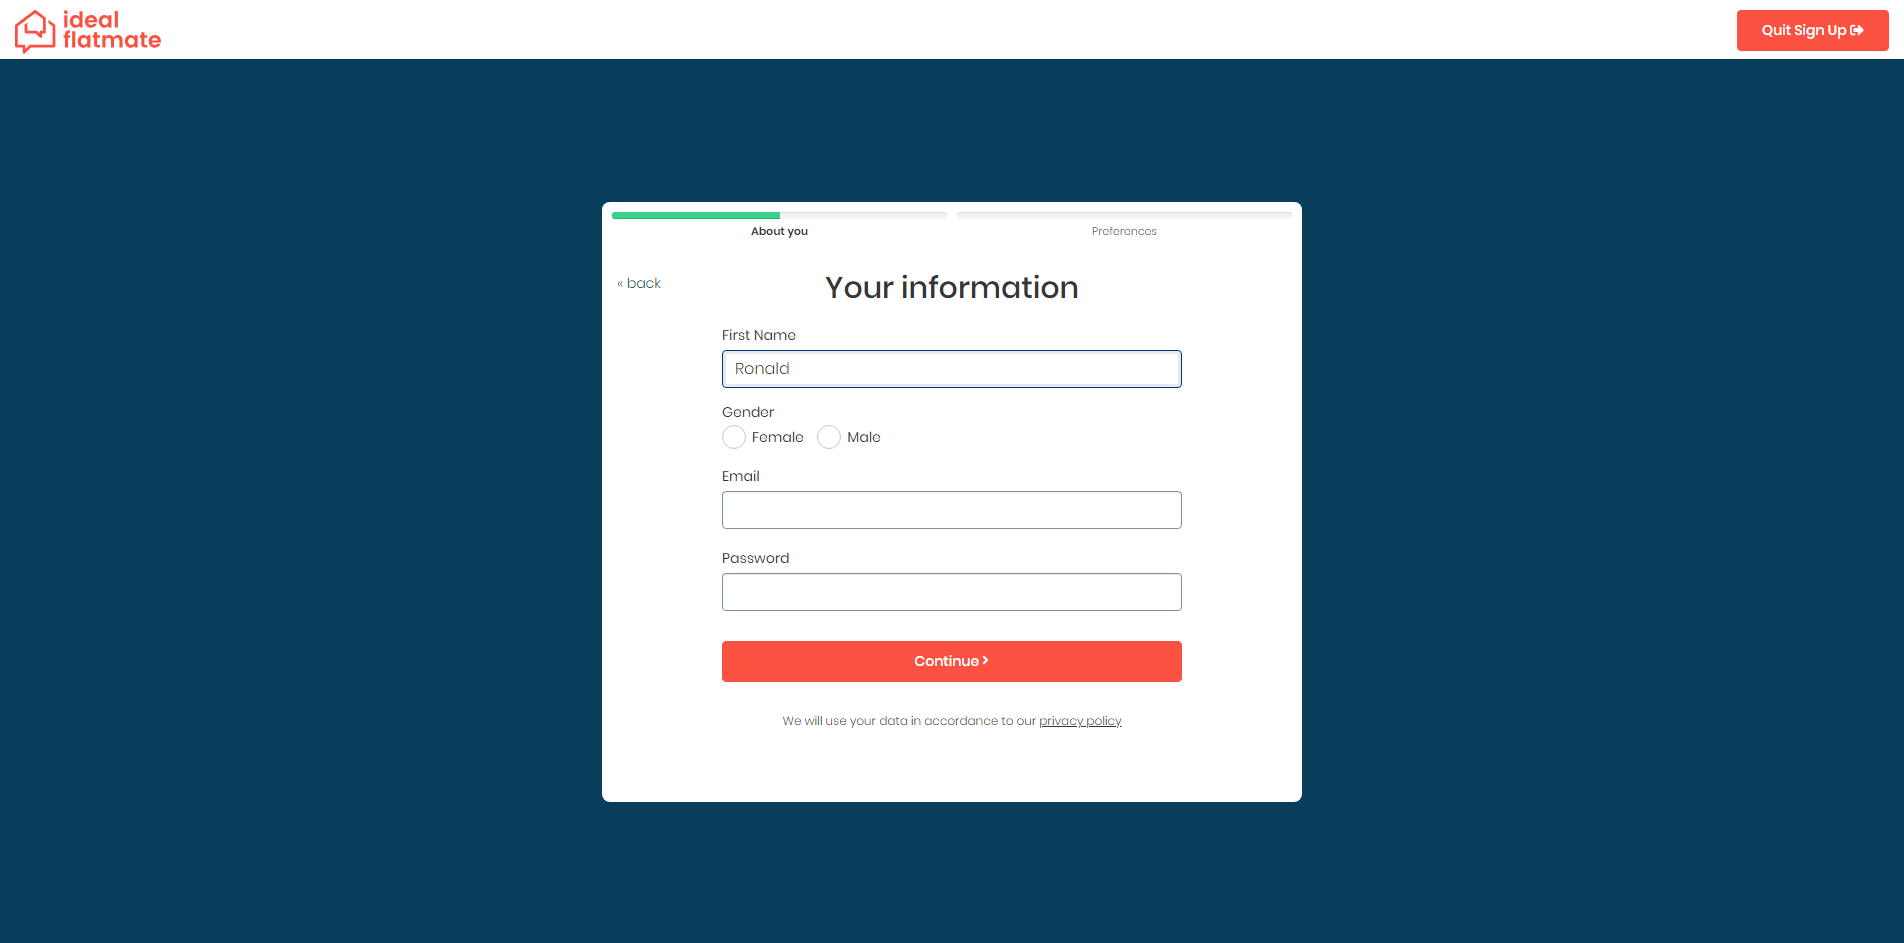 ideal
flatmate
Quit Sign Up
About you
Preferences
« back
Your information
First Name
Ronald
Gender
Female
Male
Email
Password
Continue
We will use your data in accordance to our privacy policy